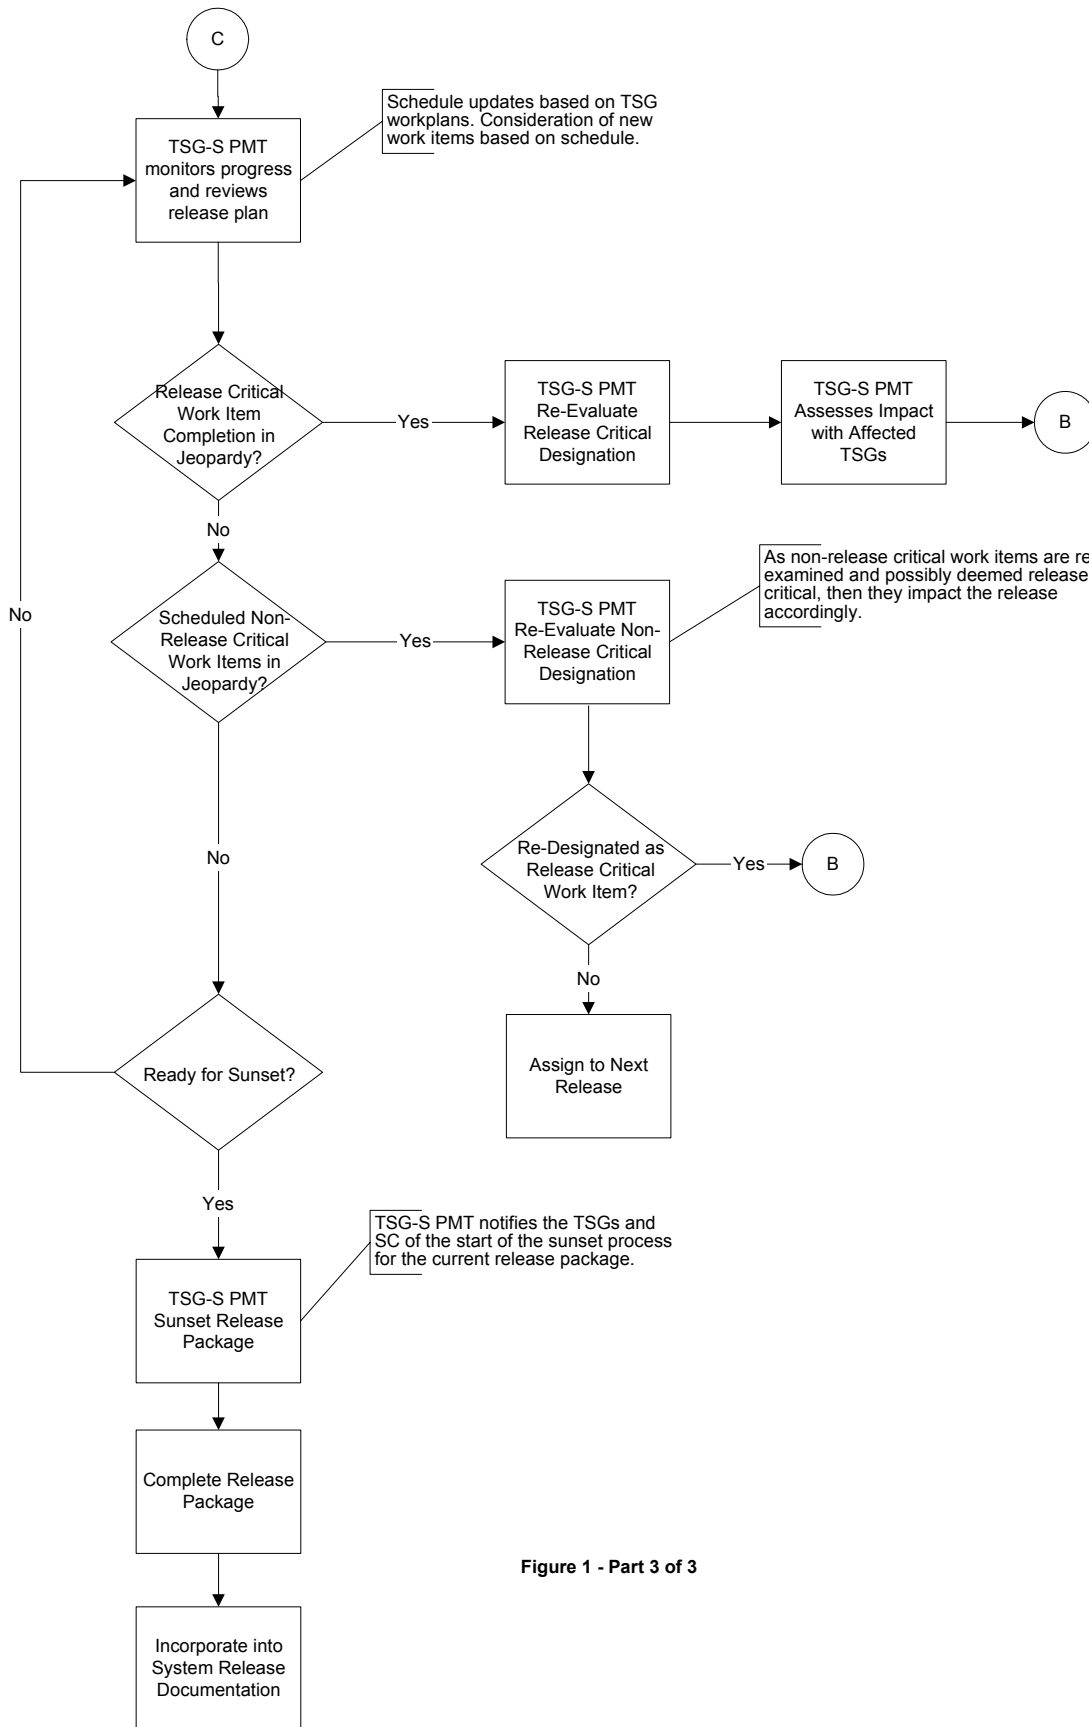 C
TSG-S PMT
monitors progress
and reviews
release plan
Schedule updates based on TSG
workplans. Consideration of new
work items based on schedule.
Release Critical
Work Item
Completion in
Jeopardy?
Yes
TSG-S PMT
Re-Evaluate
Release Critical
Designation
TSG-S PMT
Assesses Impact
with Affected
TSGs
B
No
Scheduled Non-
Release Critical
Work Items in
Jeopardy?
Yes
TSG-S PMT
Re-Evaluate Non-
Release Critical
Designation
As non-release critical work items are re
examined and possibly deemed release
critical, then they impact the release
accordingly.
No
No
Re-Designated as
Release Critical
Work Item?
Yes
B
No
Assign to Next
Release
Ready for Sunset?
Yes
TSG-S PMT
Sunset Release
Package
TSG-S PMT notifies the TSGs and
SC of the start of the sunset process
for the current release package.
Complete Release
Package
Incorporate into
System Release
Documentation
Figure 1 - Part 3 of 3